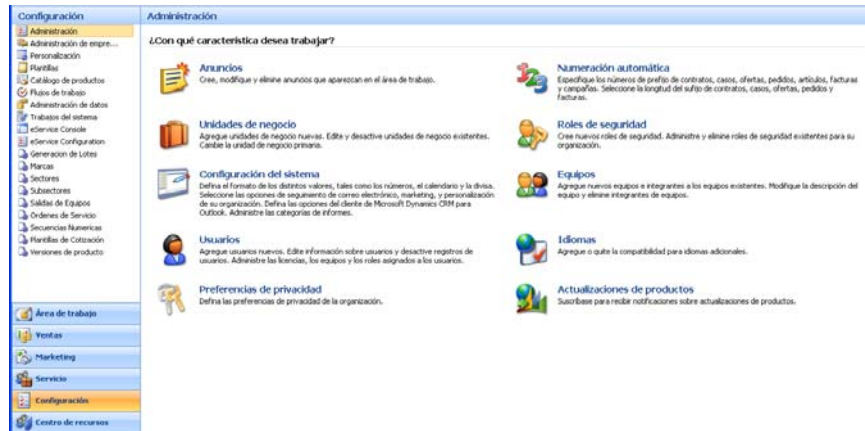 Configuración
Administración
Administración de empre...
Personalización
Plantillas
Catálogo de productos
Flujos de trabajo
Administración de datos
Trabajos del sistema
eService Console
eService Configuration
Generacion de Lotes
Marcas
Sectores
Subsectores
Salidas de Equipos
Ordenes de Servicio
Secuencias Numericas
Plantillas de Cotización
Versiones de producto
Área de trabajo
Ventas
Marketing
Servicio
Configuración
Centro de recursos
Administración
¿Con qué característica desea trabajar?
Anuncios
Cree, modifique y elimine anuncios que aparezcan en el área de trabajo.
Numeración automática
Especifique los números de prefijo de contratos, casos, ofertas, pedidos, artículos, facturas
y campañas. Seleccione la longitud del sufijo de contratos, casos, ofertas, pedidos y
facturas.
Unidades de negocio
Agregue unidades de negocio nuevas. Edite y desactive unidades de negocio existentes.
Cambie la unidad de negocio primaria.
Roles de seguridad
Cree nuevos roles de seguridad. Administre y elimine roles de seguridad existentes para su
organización.
Configuración del sistema
Defina el formato de los distintos valores, tales como los números, el calendario y la divisa.
Seleccione las opciones de seguimiento de correo electrónico, marketing, y personalización
de su organización. Defina las opciones del cliente de Microsoft Dynamics CRM para
Outlook. Administre las categorías de informes.
Equipos
Agregue nuevos equipos e integrantes a los equipos existentes. Modifique la descripción del
equipo y elimine integrantes de equipos.
Usuarios
Agregue usuarios nuevos. Edite información sobre usuarios y desactive registros de
usuarios. Administre las licencias, los equipos y los roles asignados a los usuarios.
Idiomas
Agregue o quite la compatibilidad para idiomas adicionales.
Preferencias de privacidad
Defina las preferencias de privacidad de la organización.
Actualizaciones de productos
Suscríbase para recibir notificaciones sobre actualizaciones de productos.